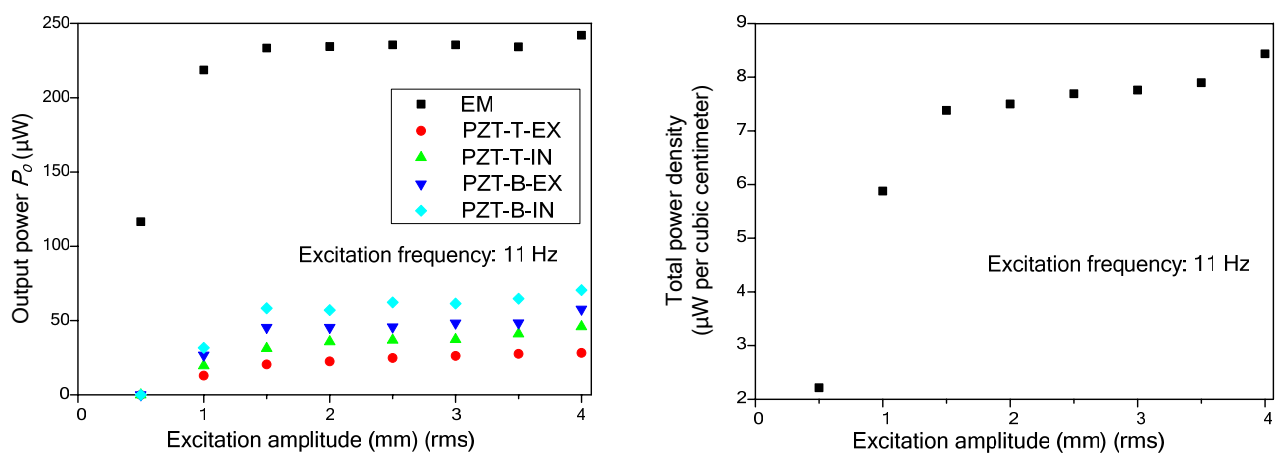 250
200
150
100
50
0
Output power P₀ (µW)
EM
PZT-T-EX
PZT-T-IN
PZT-B-EX
PZT-B-IN
Excitation frequency: 11 Hz
0 1 2 3 4
Excitation amplitude (mm) (rms)
9
8
7
6
5
4
3
2
Total power density
(µW per cubic centimeter)
Excitation frequency: 11 Hz
0 1 2 3 4
Excitation amplitude (mm) (rms)